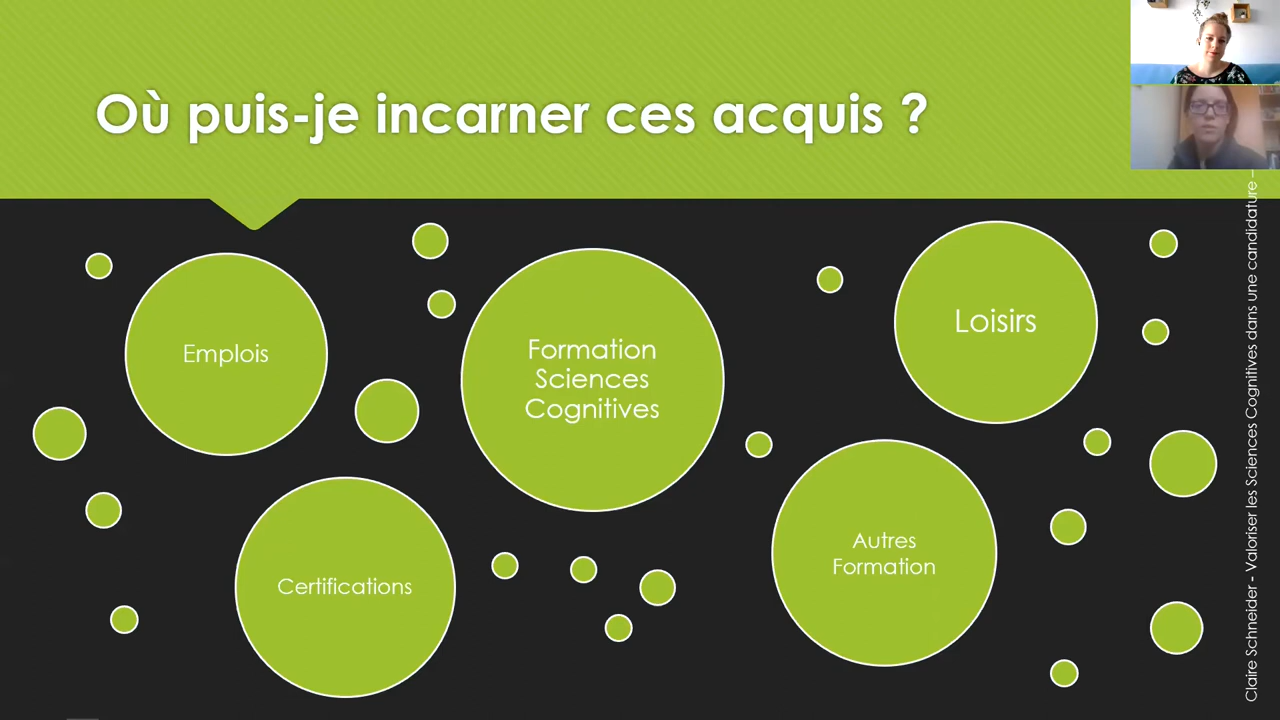 Où puis-je incarner ces acquis ?
Emplois
Formation
Sciences
Cognitives
Loisirs
Certifications
Autres
Formation
Claire Schneider - Valoriser les Sciences Cognitives dans une candidature –